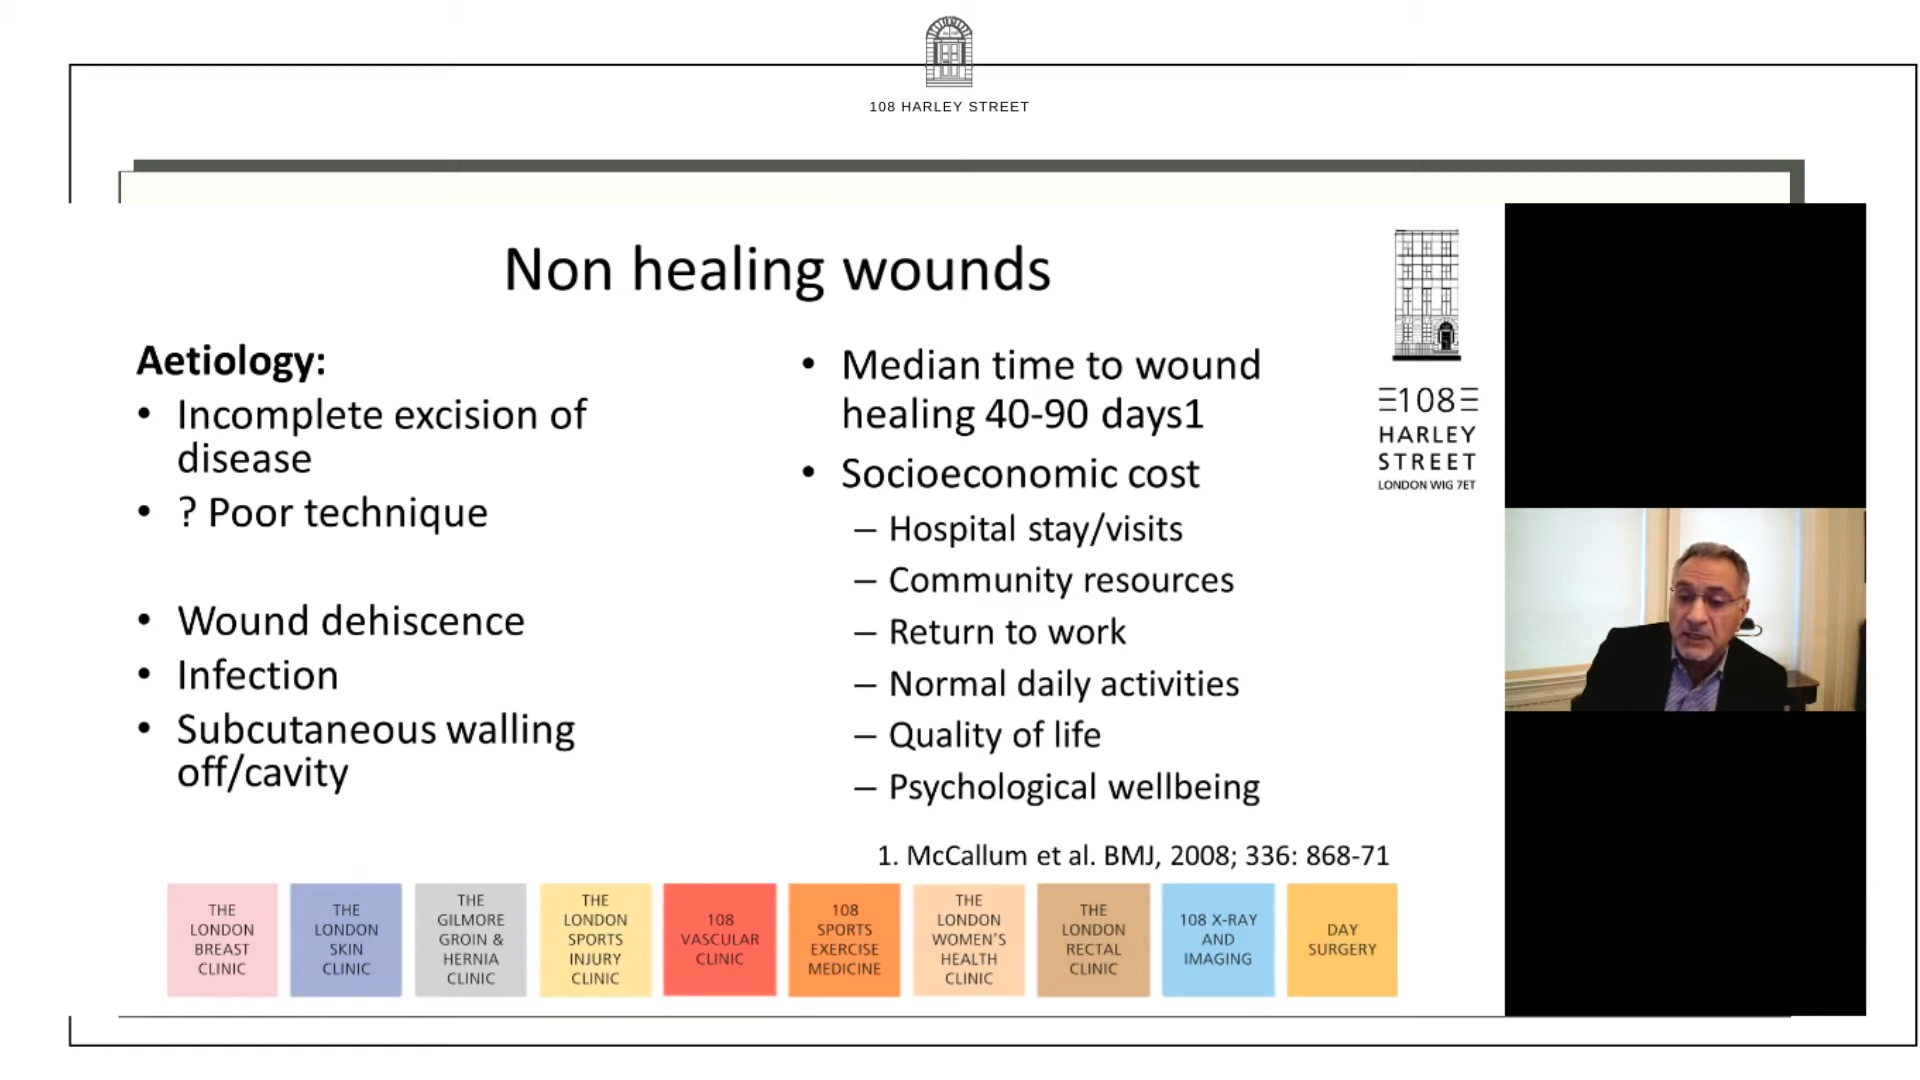 108 HARLEY STREET
Non healing wounds
Aetiology:
• Incomplete excision of
disease
• ? Poor technique
• Wound dehiscence
• Infection
• Subcutaneous walling
off/cavity
• Median time to wound
healing 40-90 days1
• Socioeconomic cost
– Hospital stay/visits
– Community resources
– Return to work
– Normal daily activities
– Quality of life
– Psychological wellbeing
1. McCallum et al. BMJ, 2008; 336: 868-71
108
HARLEY
STREET
LONDON W1G 7ET
THE
LONDON
BREAST
CLINIC
THE
LONDON
SKIN
CLINIC
THE
GILMORE
GROIN &
HERNIA
CLINIC
THE
LONDON
SPORTS
INJURY
CLINIC
108
VASCULAR
CLINIC
108
SPORTS
EXERCISE
MEDICINE
THE
LONDON
WOMEN'S
HEALTH
CLINIC
THE
LONDON
RECTAL
CLINIC
108 X-RAY
AND
IMAGING
DAY
SURGERY